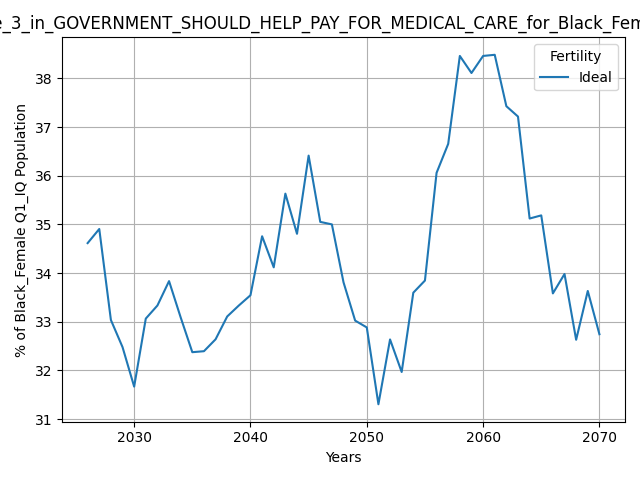 e_3_in_GOVERNMENT_SHOULD_HELP_PAY_FOR_MEDICAL_CARE_for_Black_Fem
Fertility
Ideal
% of Black_Female Q1_IQ Population
38
37
36
35
34
33
32
31
2030 2040 2050 2060 2070
Years